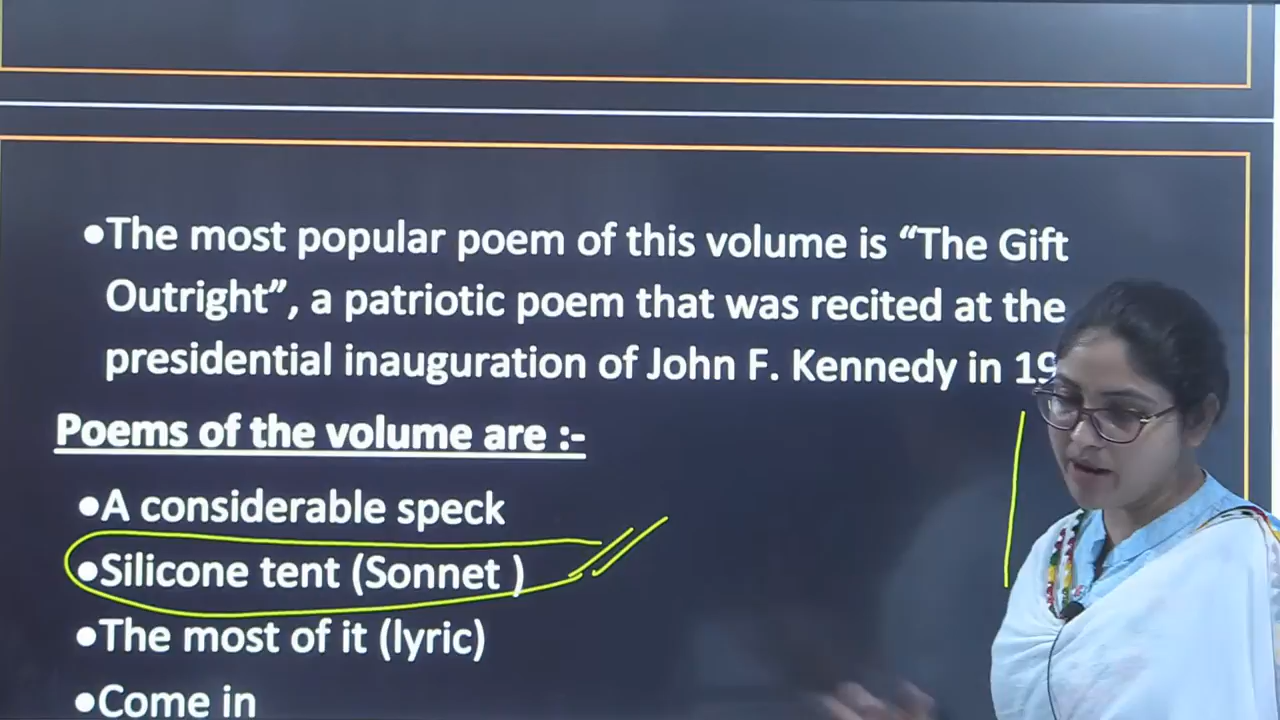 •The most popular poem of this volume is “The Gift
Outright”, a patriotic poem that was recited at the
presidential inauguration of John F. Kennedy in 19
Poems of the volume are :-
•A considerable speck
•Silicone tent (Sonnet )
•The most of it (lyric)
•Come in